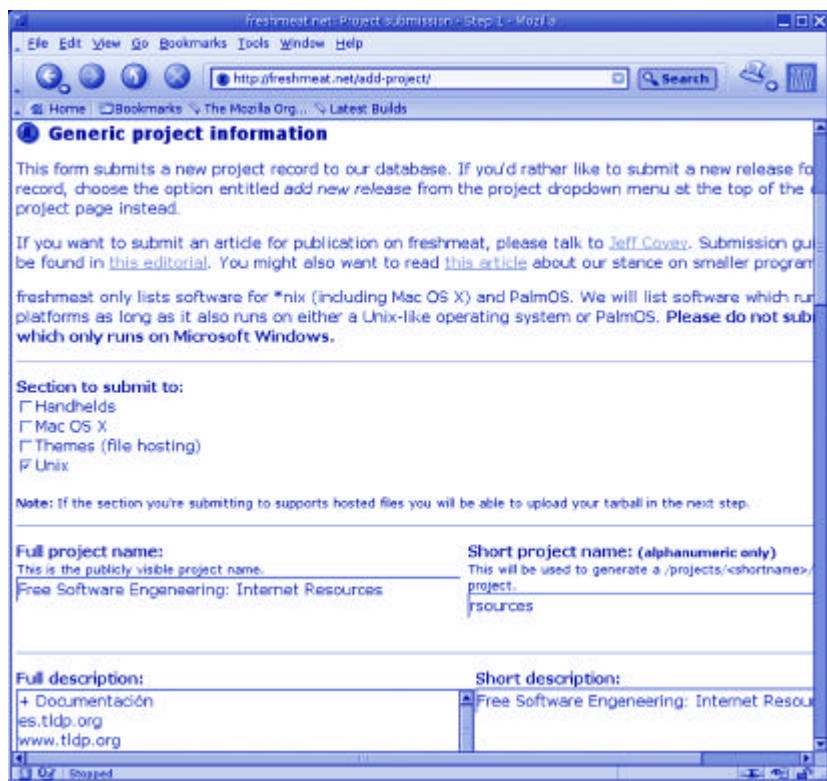 freshmeat.net: Project submission - Step 1 - Mozilla
File Edit View Go Bookmarks Tools Window Help
http://freshmeat.net/add-project/
Search
Home Bookmarks The Mozilla Org... Latest Builds
Generic project information
This form submits a new project record to our database. If you'd rather like to submit a new release fo
record, choose the option entitled add new release from the project dropdown menu at the top of the
project page instead.
If you want to submit an article for publication on freshmeat, please talk to Jeff Covey. Submission gui
be found in this editorial. You might also want to read this article about our stance on smaller program
freshmeat only lists software for *nix (including Mac OS X) and PalmOS. We will list software which run
platforms as long as it also runs on either a Unix-like operating system or PalmOS. Please do not sub
which only runs on Microsoft Windows.
Section to submit to:
Handhelds
Mac OS X
Themes (file hosting)
Unix
Note: If the section you're submitting to supports hosted files you will be able to upload your tarball in the next step.
Full project name:
This is the publicly visible project name.
Free Software Engeneering: Internet Resources
Short project name: (alphanumeric only)
This will be used to generate a /projects/<shortname>/
project.
rsources
Full description:
+ Documentación
es.tldp.org
www.tldp.org
Short description:
Free Software Engeneering: Internet Resour
Stopped